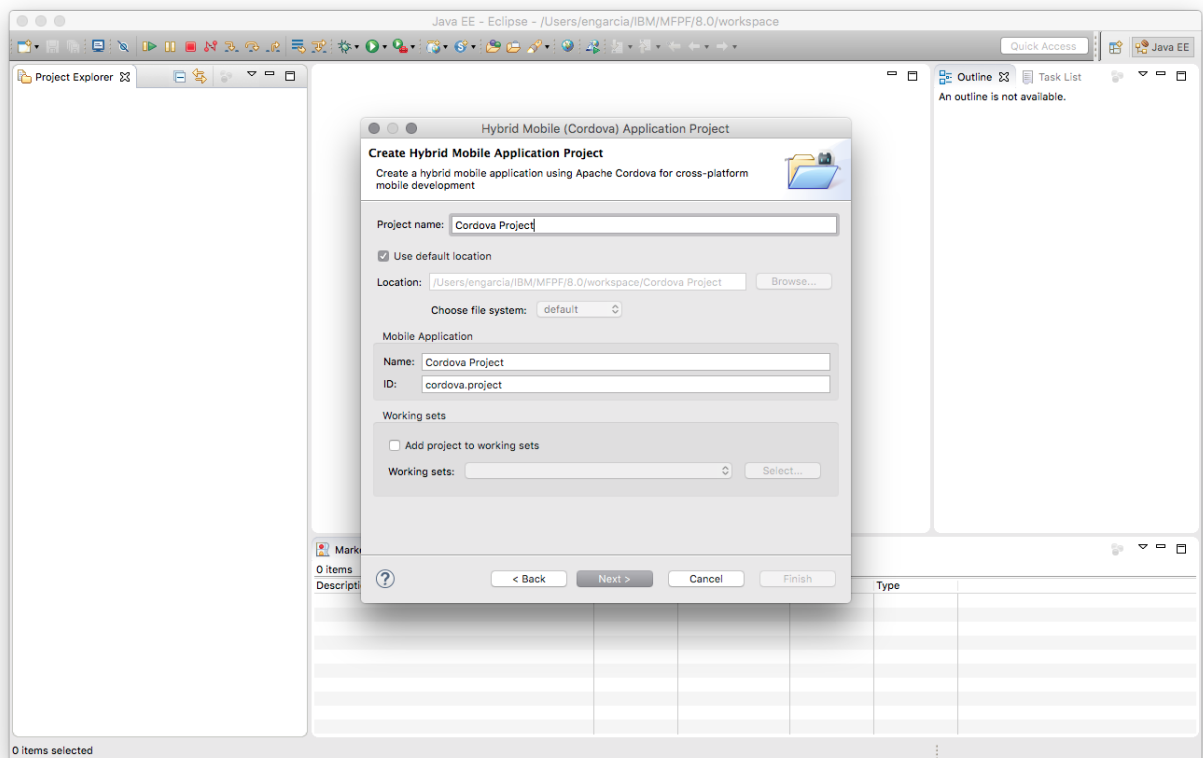 Java EE - Eclipse - /Users/engarcia/IBM/MFPF/8.0/workspace
Quick Access
Java EE
Project Explorer
Outline
Task List
An outline is not available.
Hybrid Mobile (Cordova) Application Project
Create Hybrid Mobile Application Project
Create a hybrid mobile application using Apache Cordova for cross-platform
mobile development
Project name: Cordova Project
Use default location
Location: /Users/engarcia/IBM/MFPF/8.0/workspace/Cordova Project Browse...
Choose file system: default
Mobile Application
Name: Cordova Project
ID: cordova.project
Working sets
Add project to working sets
Working sets: Select...
? < Back Next > Cancel Finish
Mark
0 items
Descripti
Type
0 items selected